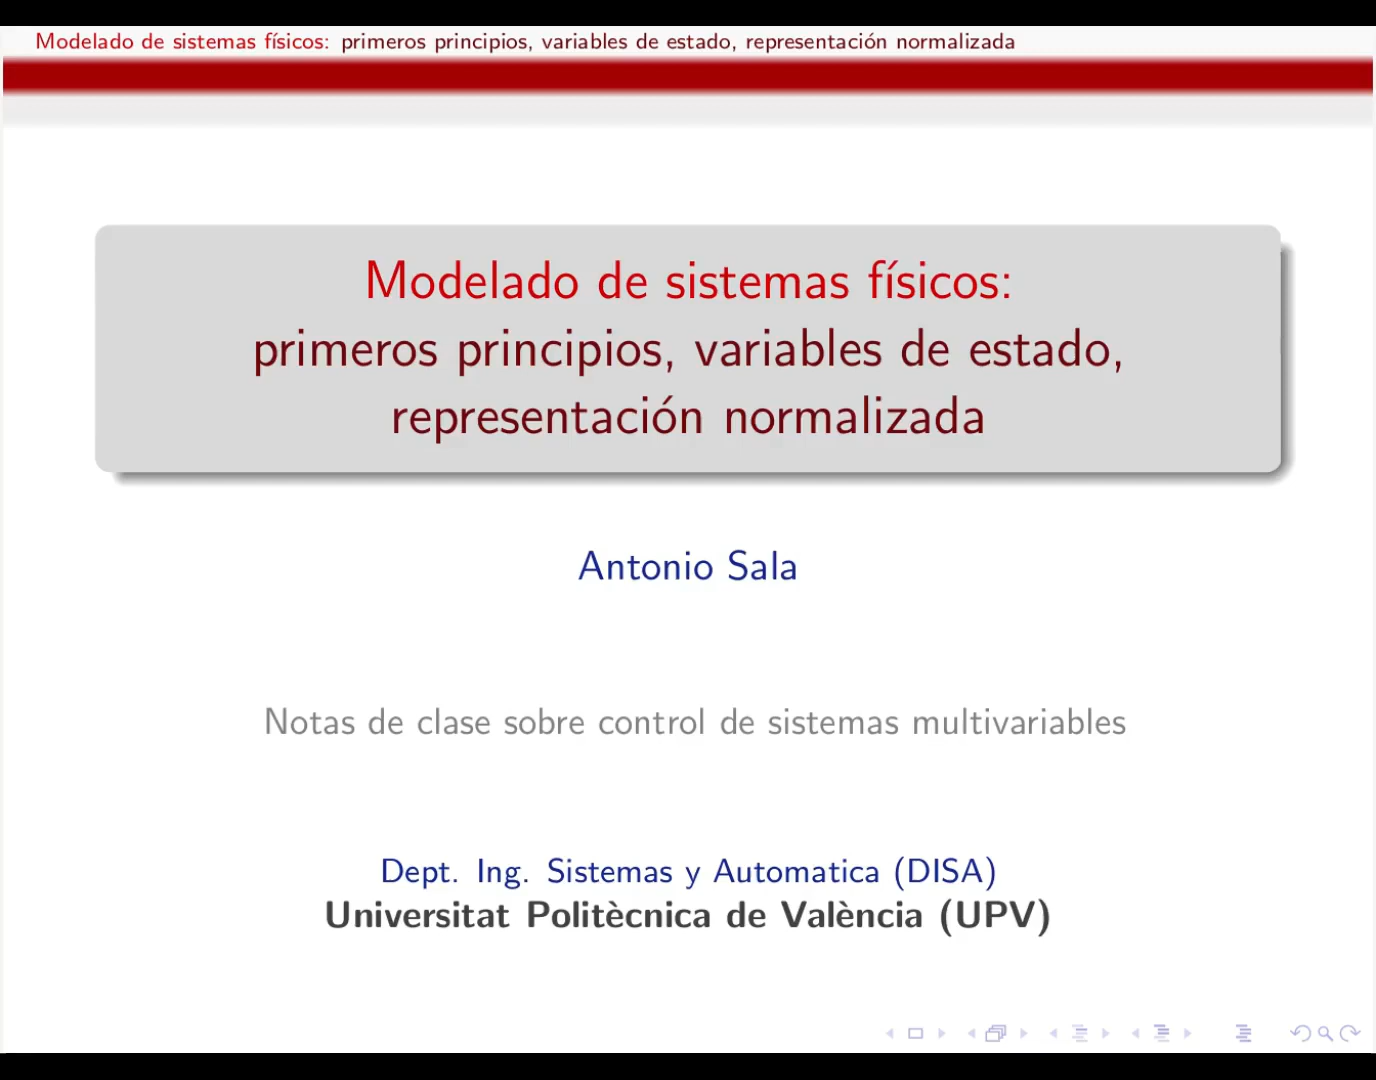 Modelado de sistemas físicos: primeros principios, variables de estado, representación normalizada
Modelado de sistemas físicos:
primeros principios, variables de estado,
representación normalizada
Antonio Sala
Notas de clase sobre control de sistemas multivariables
Dept. Ing. Sistemas y Automatica (DISA)
Universitat Politècnica de València (UPV)